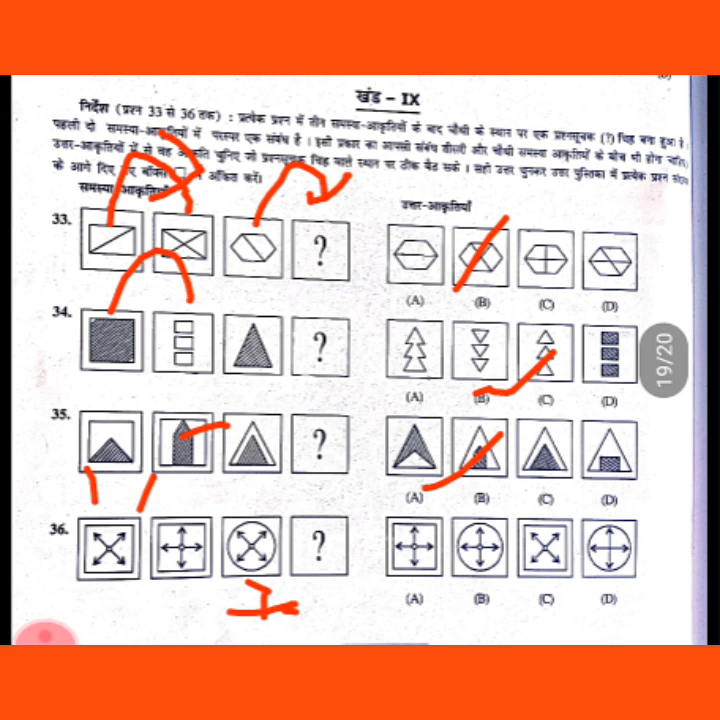 खंड – IX
निर्देश (प्रश्न 33 से 36 तक) : प्रत्येक प्रश्न में तीन समस्या-आकृतियों के बाद चौथी के स्थान पर एक प्रश्नसूचक (?) चिह्न बना हुआ है।
पहली दो समस्या-आकृतियों में परस्पर एक संबंध है। इसी प्रकार का आपसी संबंध तीसरी और चौथी समस्या आकृतियों के बीच भी होना चाहिए।
उत्तर-आकृतियों में से वह चुनिए जो प्रश्नसूचक चिह्न वाले स्थान पर ठीक बैठ सके। सही उत्तर चुनकर उत्तर पुस्तिका में प्रत्येक प्रश्न संख्या
के आगे दिए गए अंकित करें।
समस्या उत्तर-आकृतियाँ
33. ?
(A) (B) (C) (D)
34. ?
(A) (B) (C) (D)
19/20
35. ?
(A) (B) (C) (D)
36. ?
(A) (B) (C) (D)